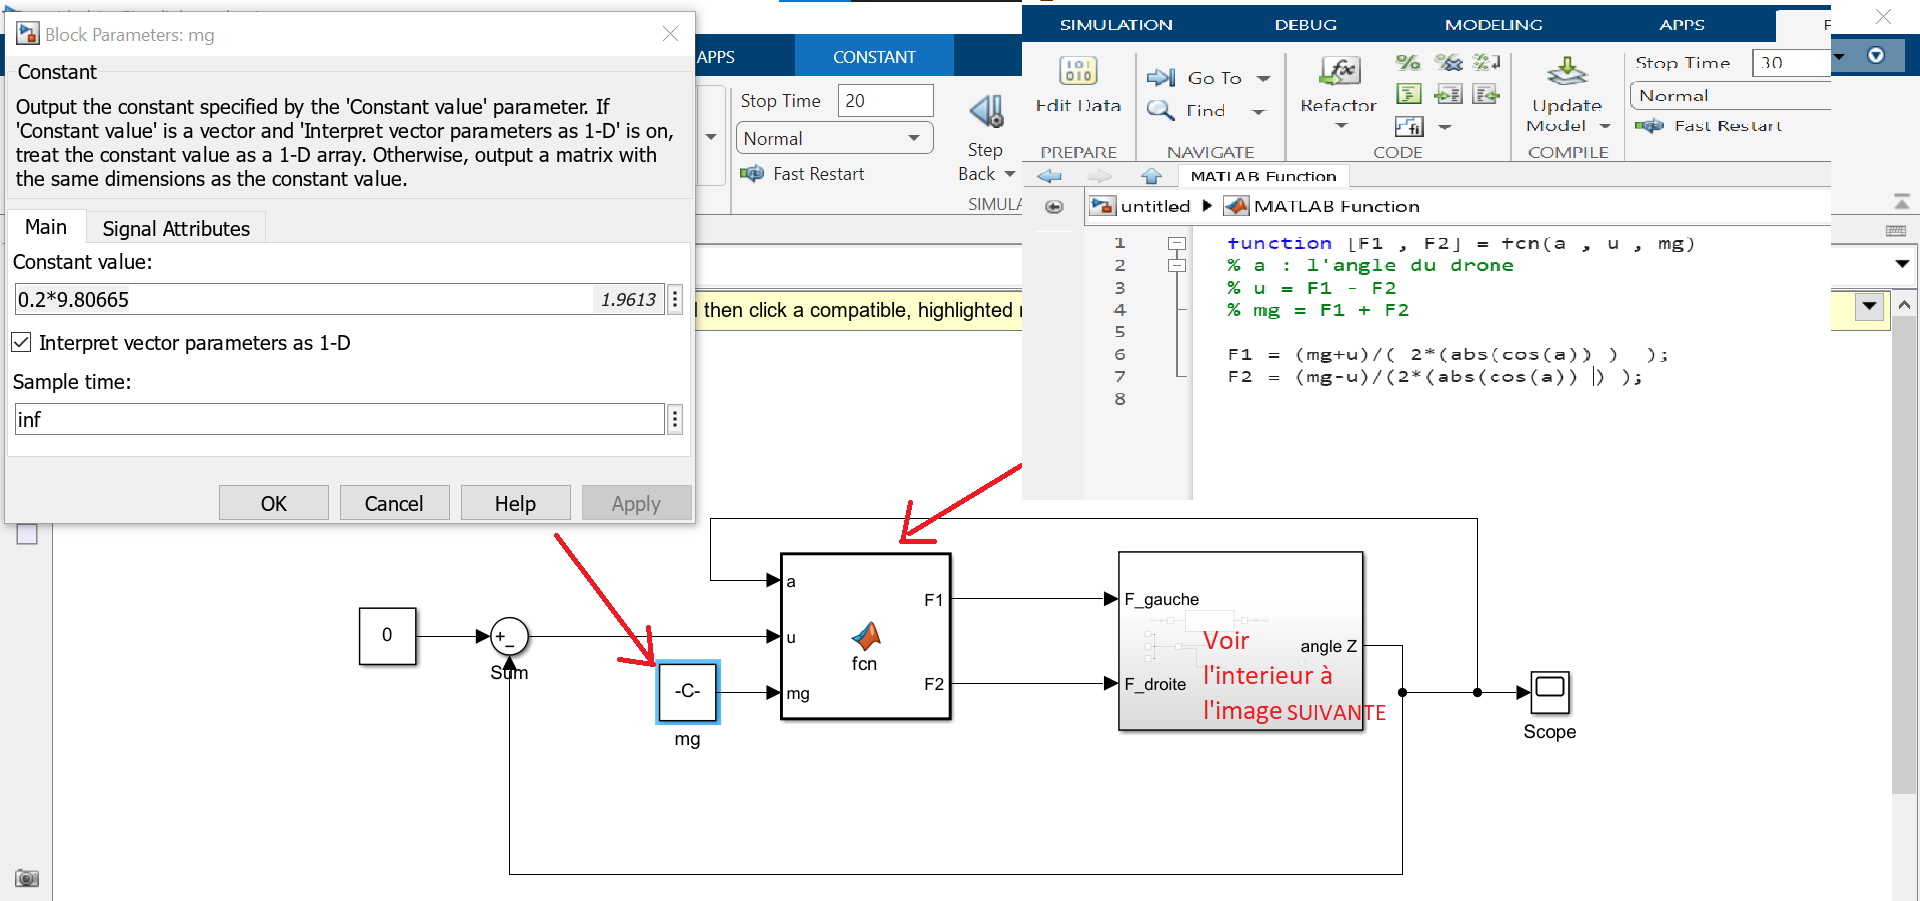 Block Parameters: mg
Constant
Output the constant specified by the 'Constant value' parameter. If
'Constant value' is a vector and 'Interpret vector parameters as 1-D' is on,
treat the constant value as a 1-D array. Otherwise, output a matrix with
the same dimensions as the constant value.
Main
Signal Attributes
Constant value:
0.2*9.80665
1.9613
Interpret vector parameters as 1-D
Sample time:
inf
OK
Cancel
Help
Apply
APPS
CONSTANT
Stop Time
20
Normal
Fast Restart
Step
Back
SIMULA
then click a compatible, highlighted
SIMULATION
DEBUG
MODELING
APPS
Edit Data
PREPARE
Go To
Find
NAVIGATE
Refactor
CODE
Update
Model
COMPILE
Stop Time
30
Normal
Fast Restart
MATLAB Function
untitled
MATLAB Function
1 function [F1 , F2] = fcn(a , u , mg)
2 % a : l'angle du drone
3 % u = F1 - F2
4 % mg = F1 + F2
5
6 F1 = (mg+u)/( 2*(abs(cos(a)) )  );
7 F2 = (mg-u)/(2*(abs(cos(a)) ) );
8
0
+
−
Sum
-C-
mg
a
u
mg
fcn
F1
F2
F_gauche
F_droite
angle Z
Voir
l'interieur à
l'image SUIVANTE
Scope